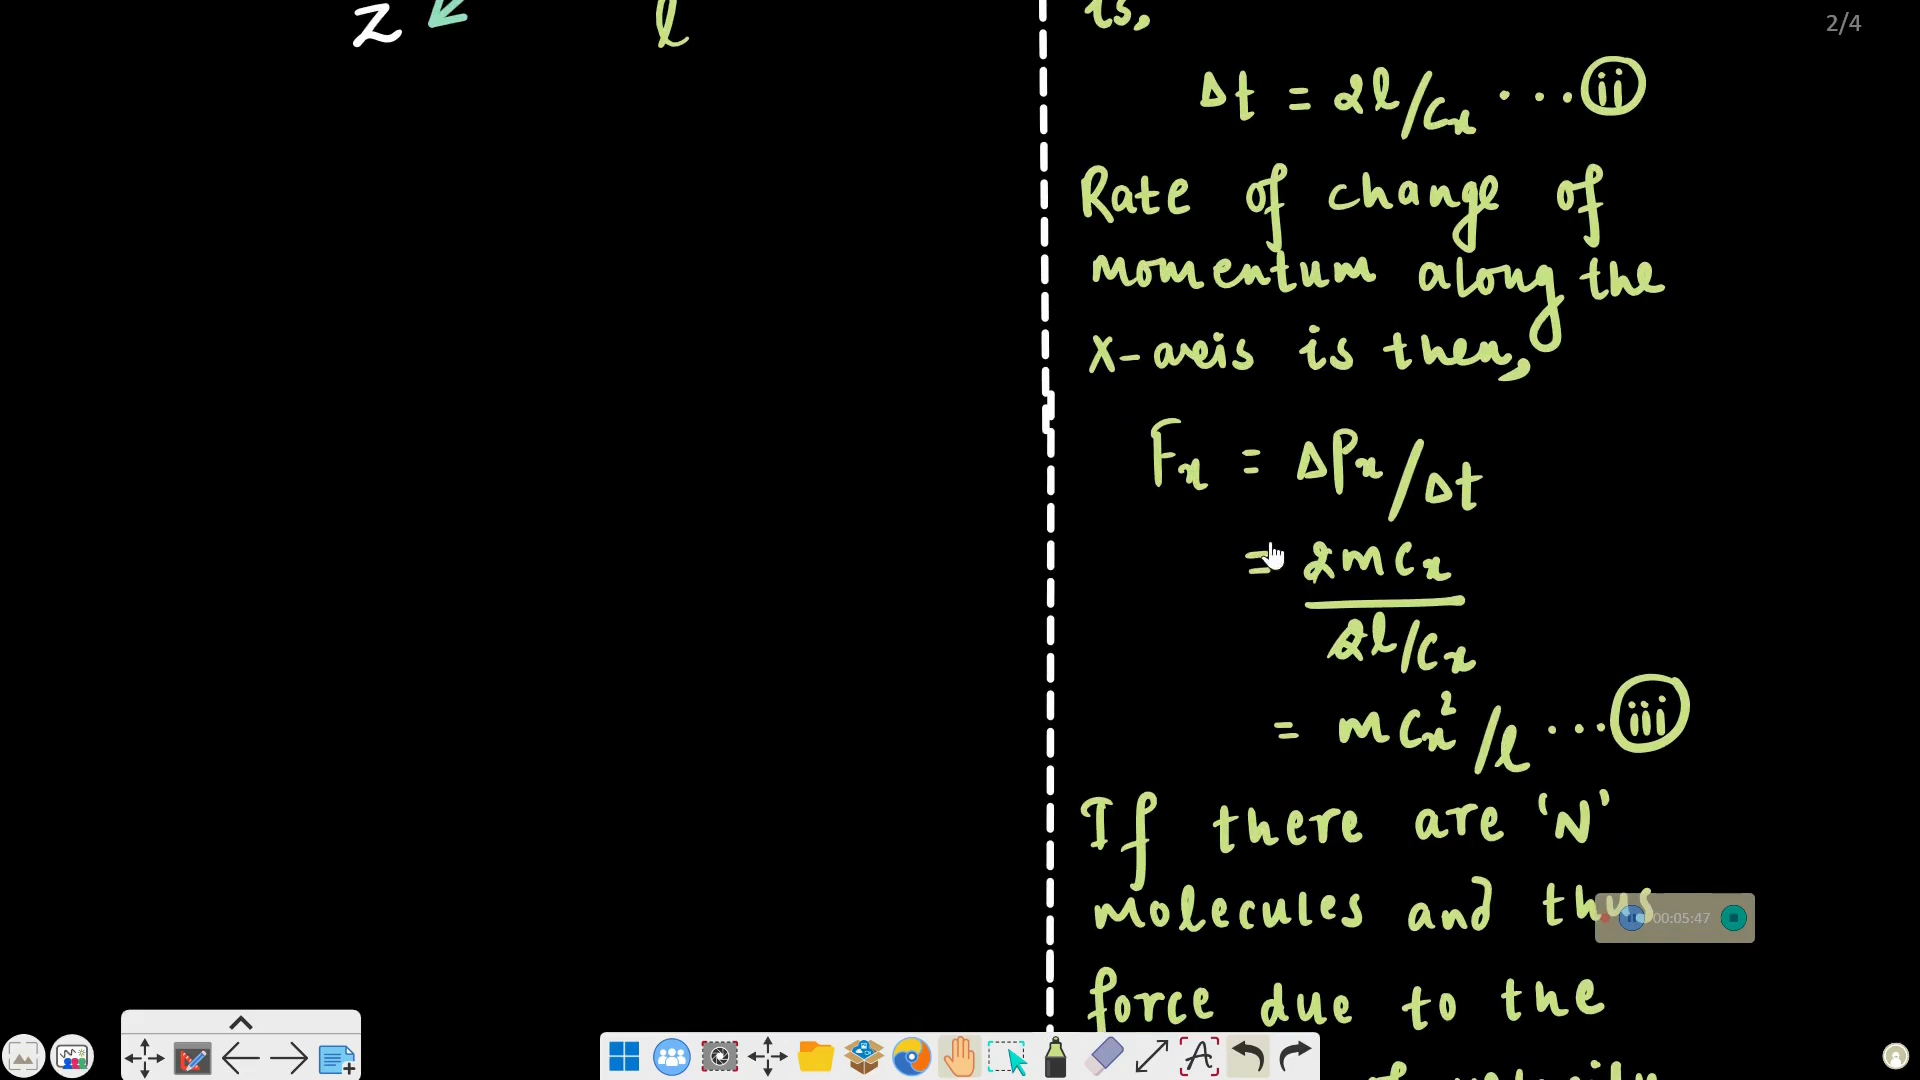 z
l
is,
2/4
Δt = 2l/Cx ... ii
Rate of change of
momentum along the
X-axis is then,
Fx = ΔPx/Δt
= 2mCx
2l/Cx
= mCx²/l ... iii
If there are 'N'
molecules and thus
00:05:47
force due to the
of velocity